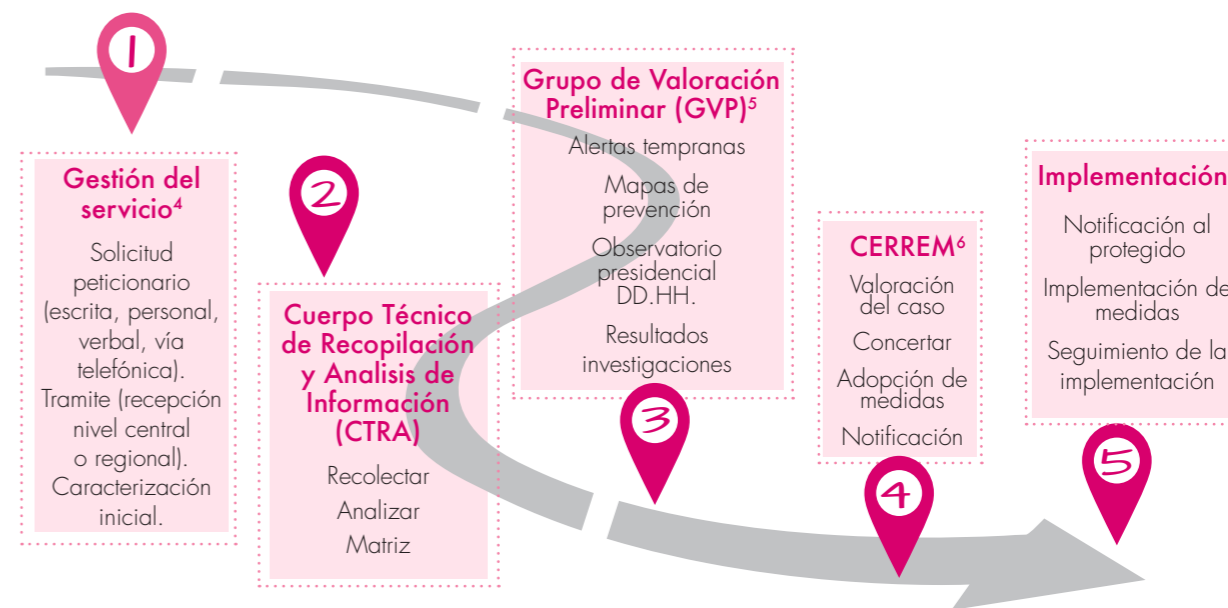 1
Gestión del
servicio⁴
Solicitud
peticionario
(escrita, personal,
verbal, vía
telefónica).
Tramite (recepción
nivel central
o regional).
Caracterización
inicial.
2
Cuerpo Técnico
de Recopilación
y Analisis de
Información
(CTRA)
Recolectar
Analizar
Matriz
Grupo de Valoración
Preliminar (GVP)⁵
Alertas tempranas
Mapas de
prevención
Observatorio
presidencial
DD.HH.
Resultados
investigaciones
3
CERREM⁶
Valoración
del caso
Concertar
Adopción de
medidas
Notificación
4
Implementación
Notificación al
protegido
Implementación de
medidas
Seguimiento de la
implementación
5